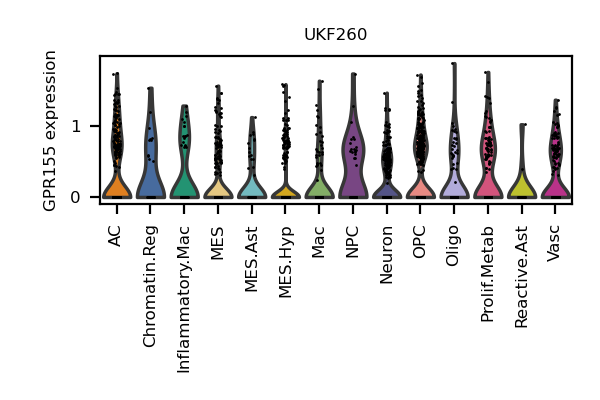 UKF260
GPR155 expression
1
0
AC
Chromatin.Reg
Inflammatory.Mac
MES
MES.Ast
MES.Hyp
Mac
NPC
Neuron
OPC
Oligo
Prolif.Metab
Reactive.Ast
Vasc